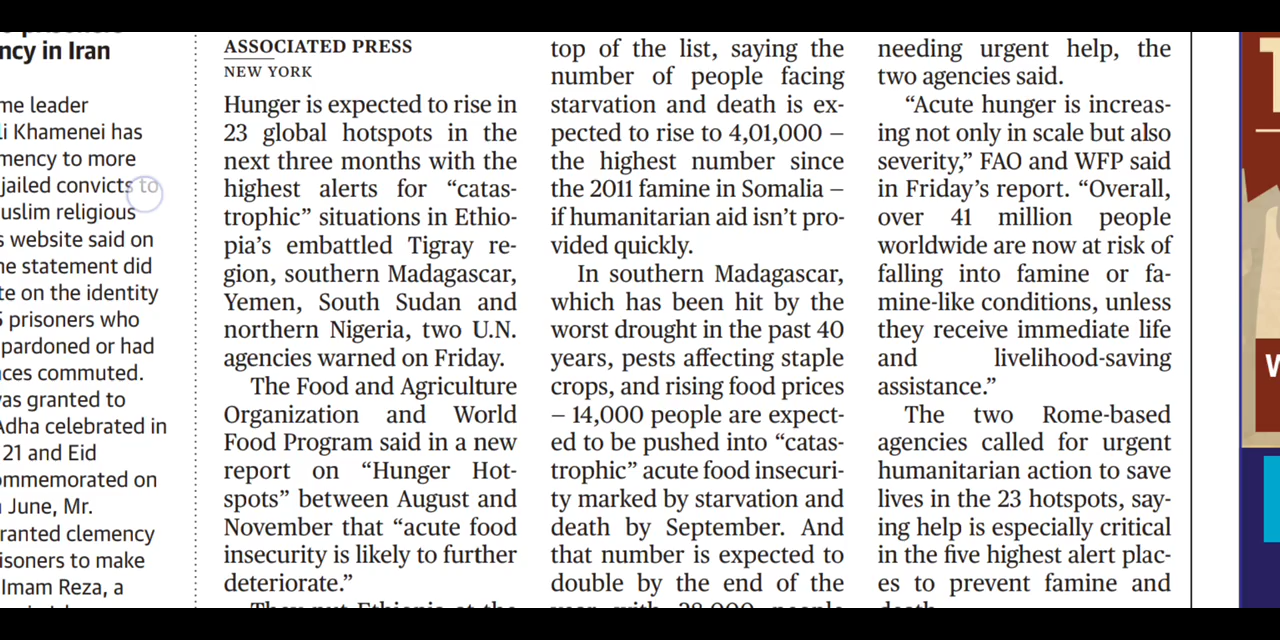 ncy in Iran
me leader
li Khamenei has
mency to more
jailed convicts to
uslim religious
s website said on
ne statement did
te on the identity
5 prisoners who
pardoned or had
nces commuted.
vas granted to
Adha celebrated in
21 and Eid
ommemorated on
June, Mr.
ranted clemency
isoners to make
Imam Reza, a
ASSOCIATED PRESS
NEW YORK
Hunger is expected to rise in
23 global hotspots in the
next three months with the
highest alerts for “catas-
trophic” situations in Ethio-
pia’s embattled Tigray re-
gion, southern Madagascar,
Yemen, South Sudan and
northern Nigeria, two U.N.
agencies warned on Friday.
The Food and Agriculture
Organization and World
Food Program said in a new
report on “Hunger Hot-
spots” between August and
November that “acute food
insecurity is likely to further
deteriorate.”
They put Ethiopia at the
top of the list, saying the
number of people facing
starvation and death is ex-
pected to rise to 4,01,000 –
the highest number since
the 2011 famine in Somalia –
if humanitarian aid isn’t pro-
vided quickly.
In southern Madagascar,
which has been hit by the
worst drought in the past 40
years, pests affecting staple
crops, and rising food prices
– 14,000 people are expect-
ed to be pushed into “catas-
trophic” acute food insecuri-
ty marked by starvation and
death by September. And
that number is expected to
double by the end of the
year with 28,000 people
needing urgent help, the
two agencies said.
“Acute hunger is increas-
ing not only in scale but also
severity,” FAO and WFP said
in Friday’s report. “Overall,
over 41 million people
worldwide are now at risk of
falling into famine or fa-
mine-like conditions, unless
they receive immediate life
and livelihood-saving
assistance.”
The two Rome-based
agencies called for urgent
humanitarian action to save
lives in the 23 hotspots, say-
ing help is especially critical
in the five highest alert plac-
es to prevent famine and
death.